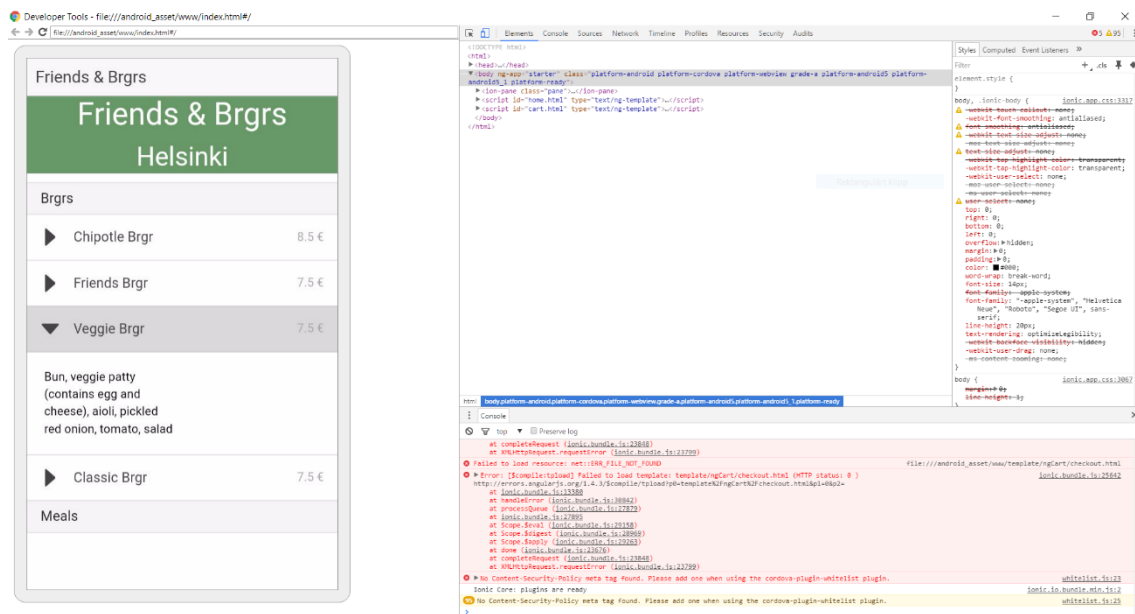 Developer Tools - file:///android_asset/www/index.html#/
file:///android_asset/www/index.html#/
Friends & Brgrs
Friends & Brgrs
Helsinki
Brgrs
Chipotle Brgr 8.5 €
Friends Brgr 7.5 €
Veggie Brgr 7.5 €
Bun, veggie patty
(contains egg and
cheese), aioli, pickled
red onion, tomato, salad
Classic Brgr 7.5 €
Meals
Elements Console Sources Network Timeline Profiles Resources Security Audits
5 95
<!DOCTYPE html>
<html>
<head>…</head>
<body ng-app="starter" class="platform-android platform-cordova platform-webview grade-a platform-android5 platform-
android5_1 platform-ready">
<ion-pane class="pane">…</ion-pane>
<script id="home.html" type="text/ng-template">…</script>
<script id="cart.html" type="text/ng-template">…</script>
</body>
</html>
html body.platform-android.platform-cordova.platform-webview.grade-a.platform-android5.platform-android5_1.platform-ready
Styles Computed Event Listeners »
Filter + .cls
element.style {
}
body, .ionic-body { ionic.app.css:3317
-webkit-touch-callout: none;
-webkit-font-smoothing: antialiased;
font-smoothing: antialiased;
-webkit-text-size-adjust: none;
-moz-text-size-adjust: none;
text-size-adjust: none;
-webkit-tap-highlight-color: transparent;
-webkit-tap-highlight-color: transparent;
-webkit-user-select: none;
-moz-user-select: none;
-ms-user-select: none;
user-select: none;
top: 0;
right: 0;
bottom: 0;
left: 0;
overflow: hidden;
margin: 0;
padding: 0;
color: #000;
word-wrap: break-word;
font-size: 14px;
font-family: -apple-system;
font-family: "-apple-system", "Helvetica
Neue", "Roboto", "Segoe UI", sans-
serif;
line-height: 20px;
text-rendering: optimizeLegibility;
-webkit-backface-visibility: hidden;
-webkit-user-drag: none;
-ms-content-zooming: none;
}
body { ionic.app.css:3067
margin: 0;
line-height: 1;
Console
top Preserve log
at completeRequest (ionic.bundle.js:23848)
at XMLHttpRequest.requestError (ionic.bundle.js:23799)
Failed to load resource: net::ERR_FILE_NOT_FOUND file:///android_asset/www/template/ngCart/checkout.html
Error: [$compile:tpload] Failed to load template: template/ngCart/checkout.html (HTTP status: 0 ) ionic.bundle.js:25642
http://errors.angularjs.org/1.4.3/$compile/tpload?p0=template%2FngCart%2Fcheckout.html&p1=0&p2=
at ionic.bundle.js:13380
at handleError (ionic.bundle.js:30842)
at processQueue (ionic.bundle.js:27879)
at ionic.bundle.js:27895
at Scope.$eval (ionic.bundle.js:29158)
at Scope.$digest (ionic.bundle.js:28969)
at Scope.$apply (ionic.bundle.js:29263)
at done (ionic.bundle.js:23676)
at completeRequest (ionic.bundle.js:23848)
at XMLHttpRequest.requestError (ionic.bundle.js:23799)
No Content-Security-Policy meta tag found. Please add one when using the cordova-plugin-whitelist plugin. whitelist.js:23
Ionic Core: plugins are ready ionic.io.bundle.min.js:2
95 No Content-Security-Policy meta tag found. Please add one when using the cordova-plugin-whitelist plugin. whitelist.js:25